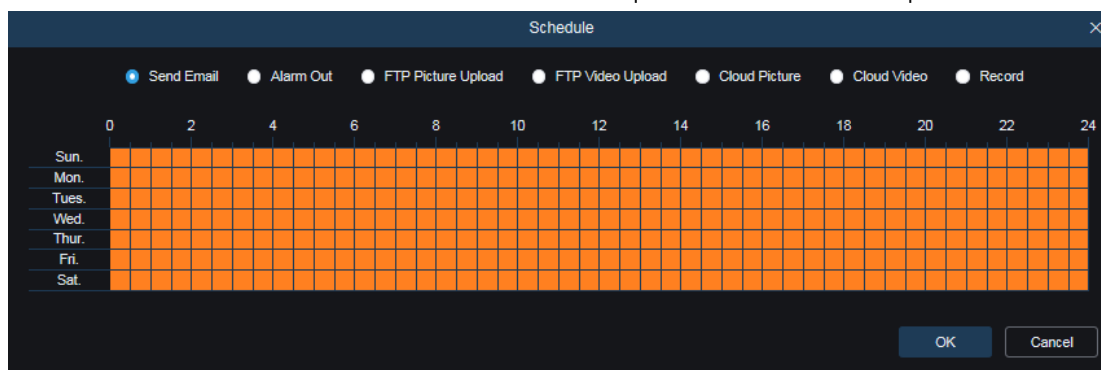 Schedule
Send Email Alarm Out FTP Picture Upload FTP Video Upload Cloud Picture Cloud Video Record
0 2 4 6 8 10 12 14 16 18 20 22 24
Sun.
Mon.
Tues.
Wed.
Thur.
Fri.
Sat.
OK Cancel